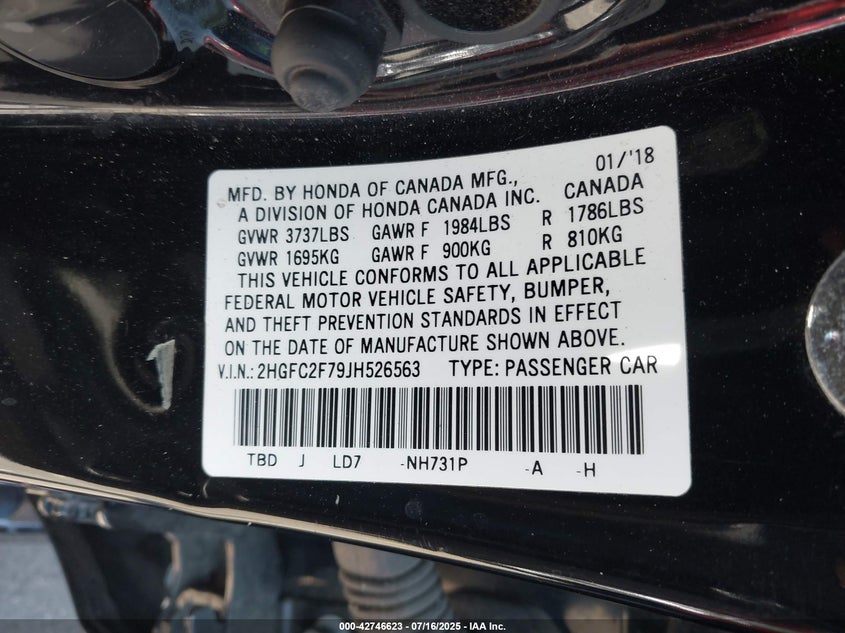 01/'18
MFD. BY HONDA OF CANADA MFG., CANADA
A DIVISION OF HONDA CANADA INC.
GVWR 3737LBS GAWR F 1984LBS R 1786LBS
GVWR 1695KG GAWR F 900KG R 810KG
THIS VEHICLE CONFORMS TO ALL APPLICABLE
FEDERAL MOTOR VEHICLE SAFETY, BUMPER,
AND THEFT PREVENTION STANDARDS IN EFFECT
ON THE DATE OF MANUFACTURE SHOWN ABOVE.
V.I.N.: 2HGFC2F79JH526563 TYPE: PASSENGER CAR
TBD J LD7 -NH731P -A -H
000-42746623 - 07/16/2025 - IAA Inc.